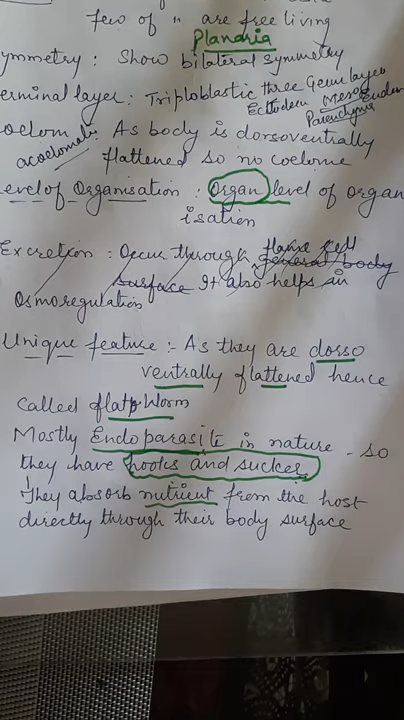 Few of " are free living
Planaria
ymmetry : Show bilateral symmetry
erminal layer : Triploblastic three Germ layer
Ectoderm Meso Endo
Parenchyma
oelom : As body is dorsoventrally
acoelomate flattened so no coelome
evel of Organisation : Organ level of organ
isation
Excretion : Occur through flame cell general body
surface It also helps in
Osmoregulation
Unique feature :- As they are dorso
ventrally flattened hence
called flat worm
Mostly Endoparasite in nature - so
they have hooks and sucker
They absorb nutrient from the host
directly through their body surface